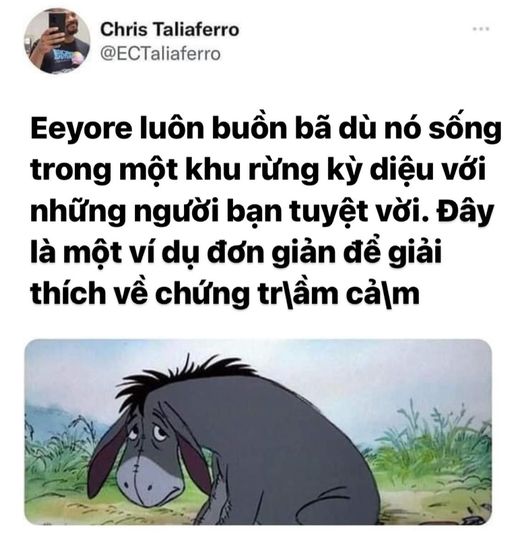 Chris Taliaferro
@ECTaliaferro
Eeyore luôn buồn bã dù nó sống
trong một khu rừng kỳ diệu với
những người bạn tuyệt vời. Đây
là một ví dụ đơn giản để giải
thích về chứng tr\ầm cả\m